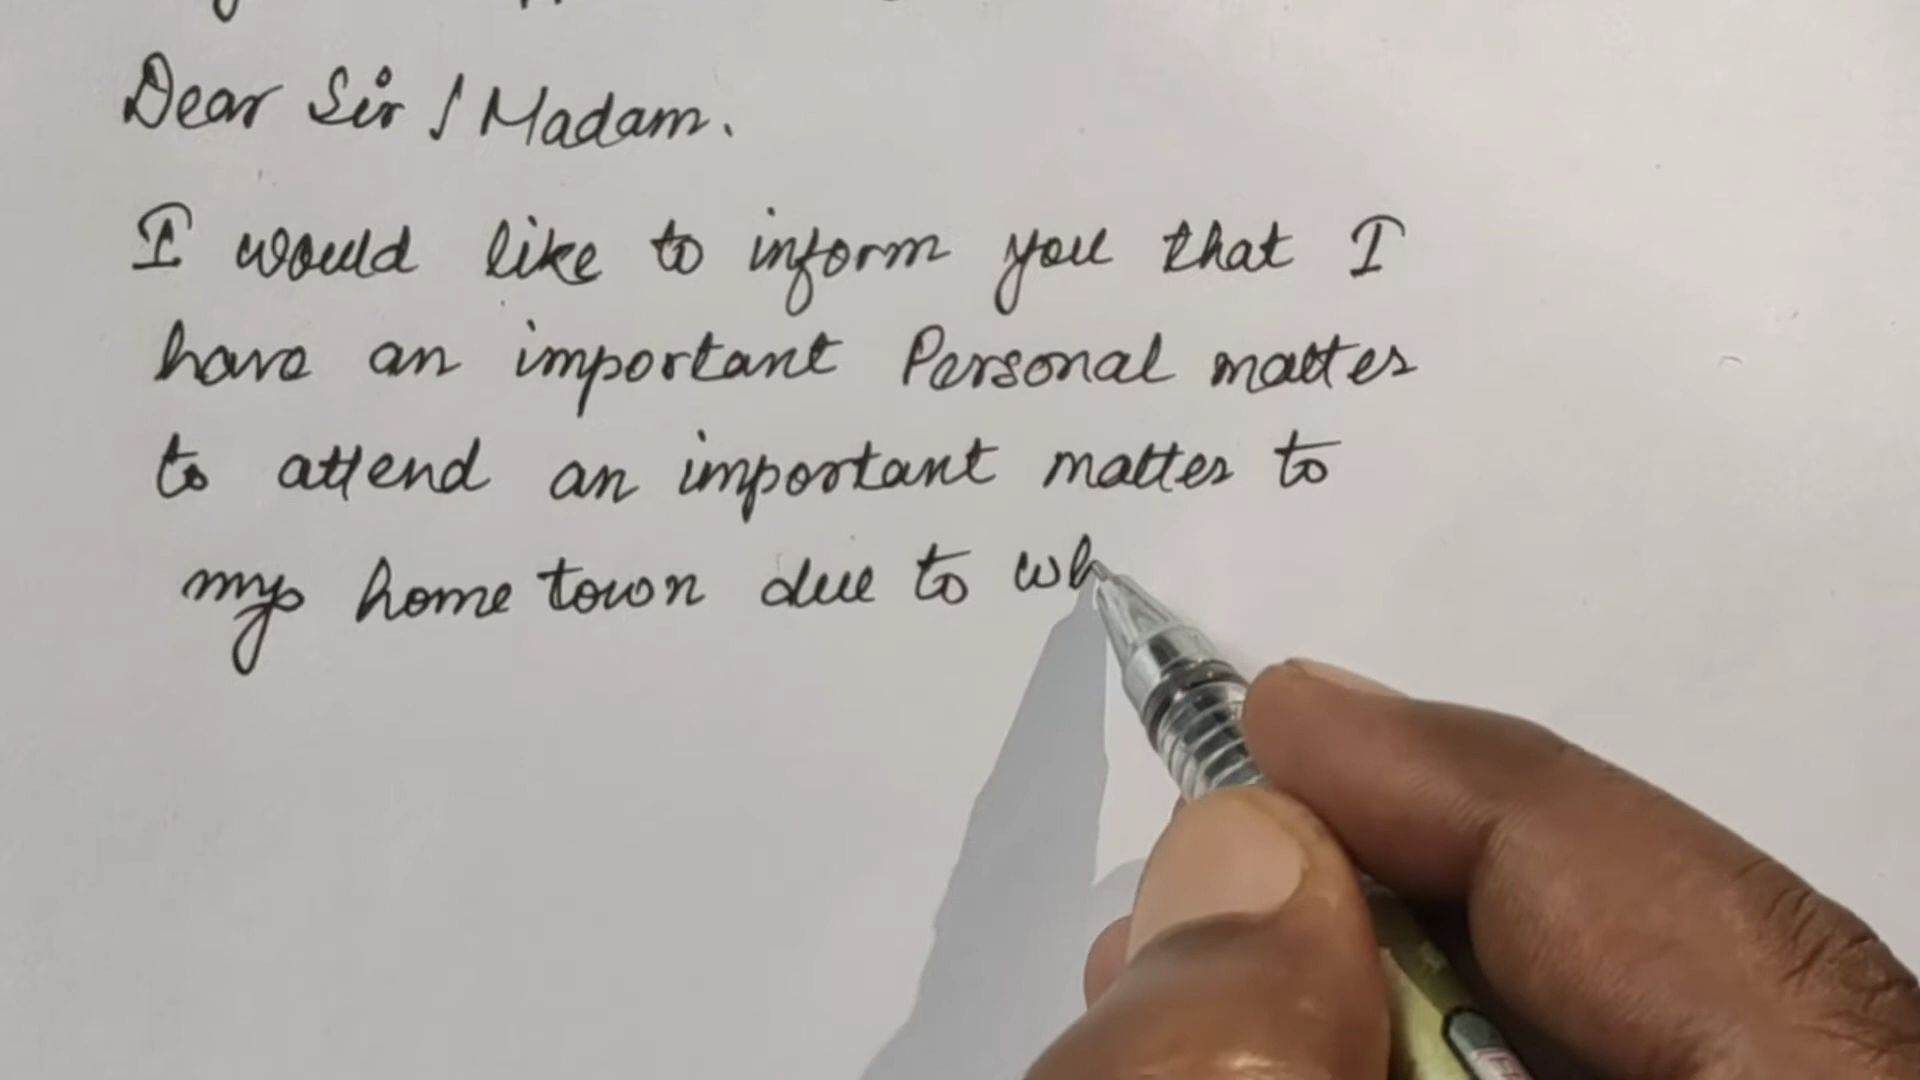 Dear Sir / Madam.
I would like to inform you that I
have an important Personal matter
to attend an important matter to
my home town due to wh